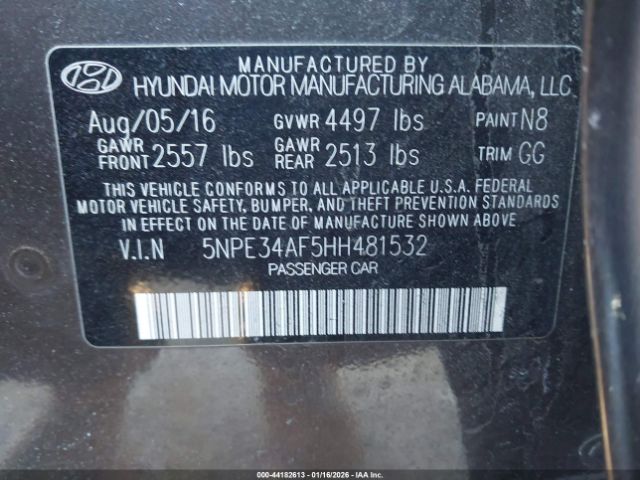 MANUFACTURED BY
HYUNDAI MOTOR MANUFACTURING ALABAMA, LLC
Aug/05/16 GVWR 4497 lbs PAINT N8
GAWR FRONT 2557 lbs GAWR REAR 2513 lbs TRIM GG
THIS VEHICLE CONFORMS TO ALL APPLICABLE U.S.A. FEDERAL
MOTOR VEHICLE SAFETY, BUMPER, AND THEFT PREVENTION STANDARDS
IN EFFECT ON THE DATE OF MANUFACTURE SHOWN ABOVE
V.I.N 5NPE34AF5HH481532
PASSENGER CAR
000-44182613 - 01/16/2026 - IAAI.CA